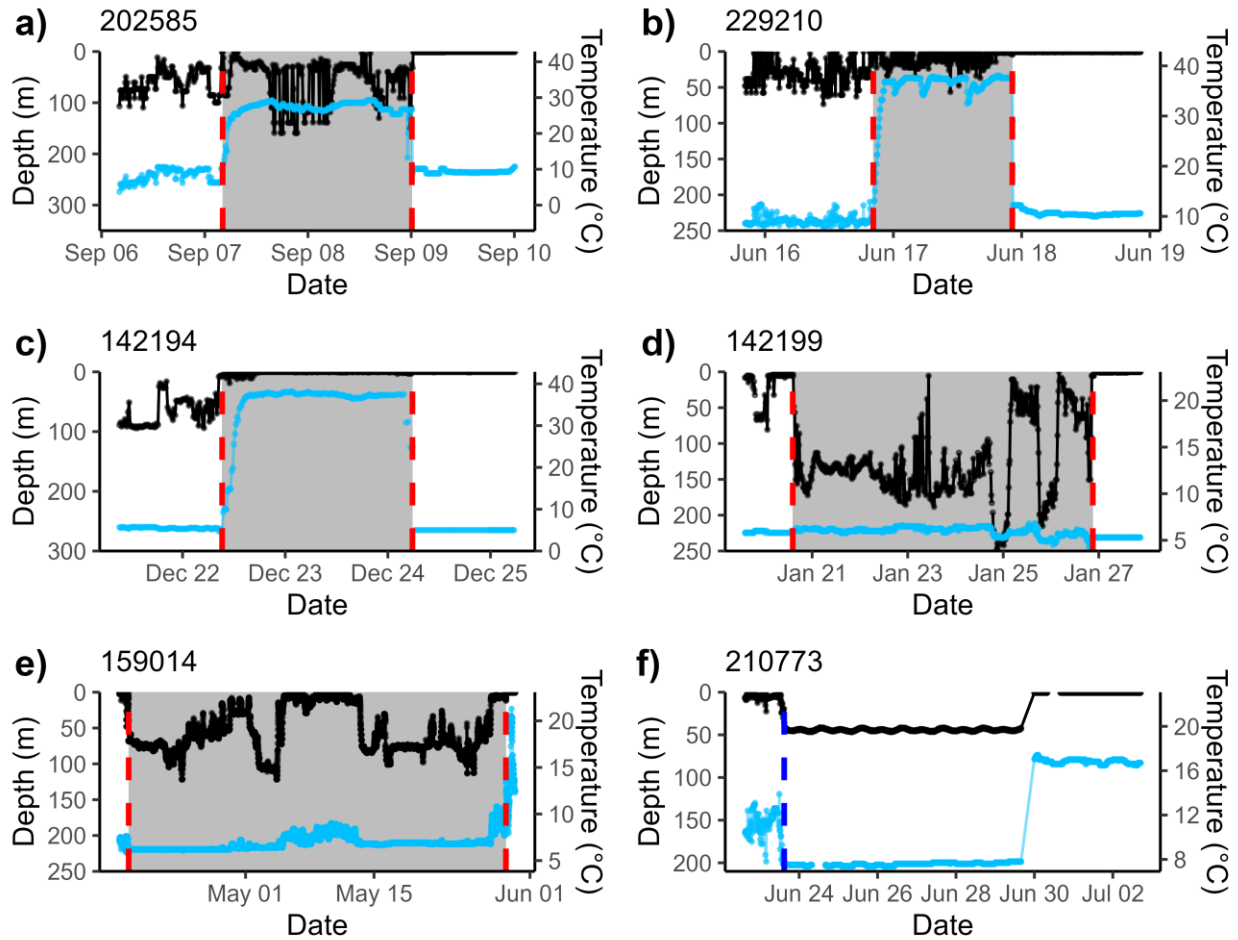 a) 202585
0
100
200
300
Depth (m)
40
30
20
10
0
Temperature (°C)
Sep 06 Sep 07 Sep 08 Sep 09 Sep 10
Date
b) 229210
0
50
100
150
200
250
Depth (m)
40
30
20
10
Temperature (°C)
Jun 16 Jun 17 Jun 18 Jun 19
Date
c) 142194
0
100
200
300
Depth (m)
40
30
20
10
0
Temperature (°C)
Dec 22 Dec 23 Dec 24 Dec 25
Date
d) 142199
0
50
100
150
200
250
Depth (m)
20
15
10
5
Temperature (°C)
Jan 21 Jan 23 Jan 25 Jan 27
Date
e) 159014
0
50
100
150
200
250
Depth (m)
20
15
10
5
Temperature (°C)
May 01 May 15 Jun 01
Date
f) 210773
0
50
100
150
200
Depth (m)
20
16
12
8
Temperature (°C)
Jun 24 Jun 26 Jun 28 Jun 30 Jul 02
Date